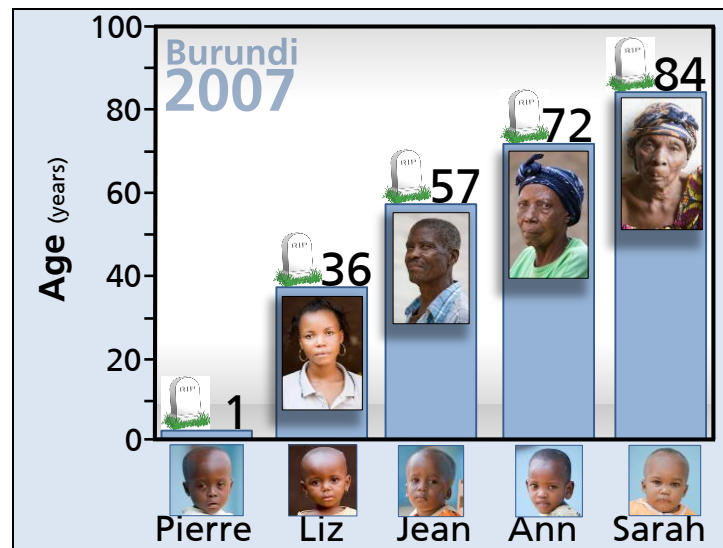 Burundi
2007
Age (years)
100
80
60
40
20
0
RIP 1
RIP 36
RIP 57
RIP 72
RIP 84
Pierre Liz Jean Ann Sarah